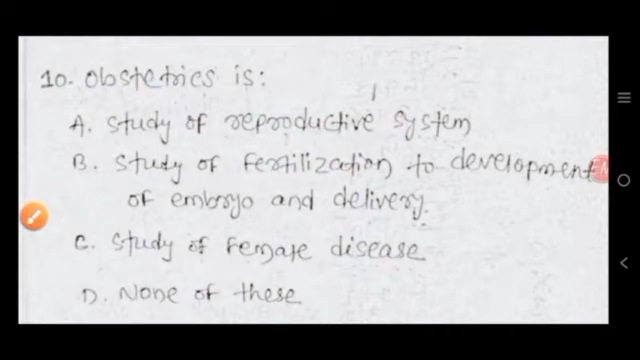 10. Obstetrics is:
A. Study of reproductive system
B. Study of fertilization to development
of embryo and delivery.
C. Study of female disease
D. None of these